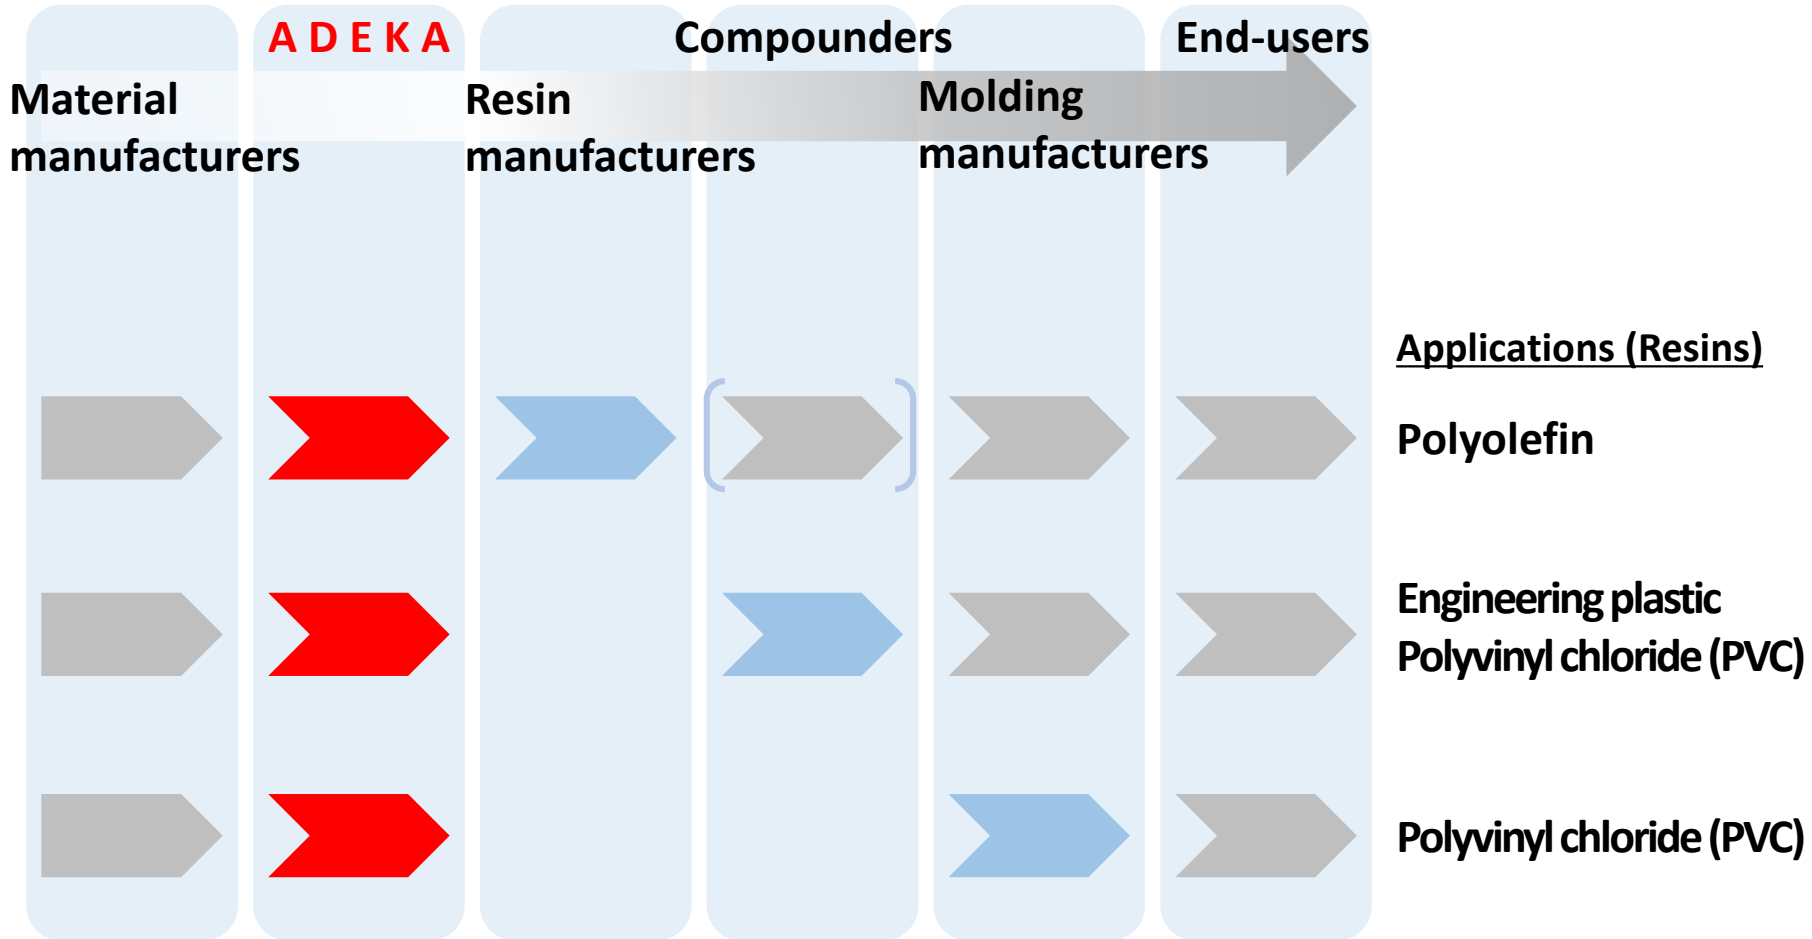 A D E K A
Compounders
End-users
Material
manufacturers
Resin
manufacturers
Molding
manufacturers
Applications (Resins)
Polyolefin
Engineering plastic
Polyvinyl chloride (PVC)
Polyvinyl chloride (PVC)